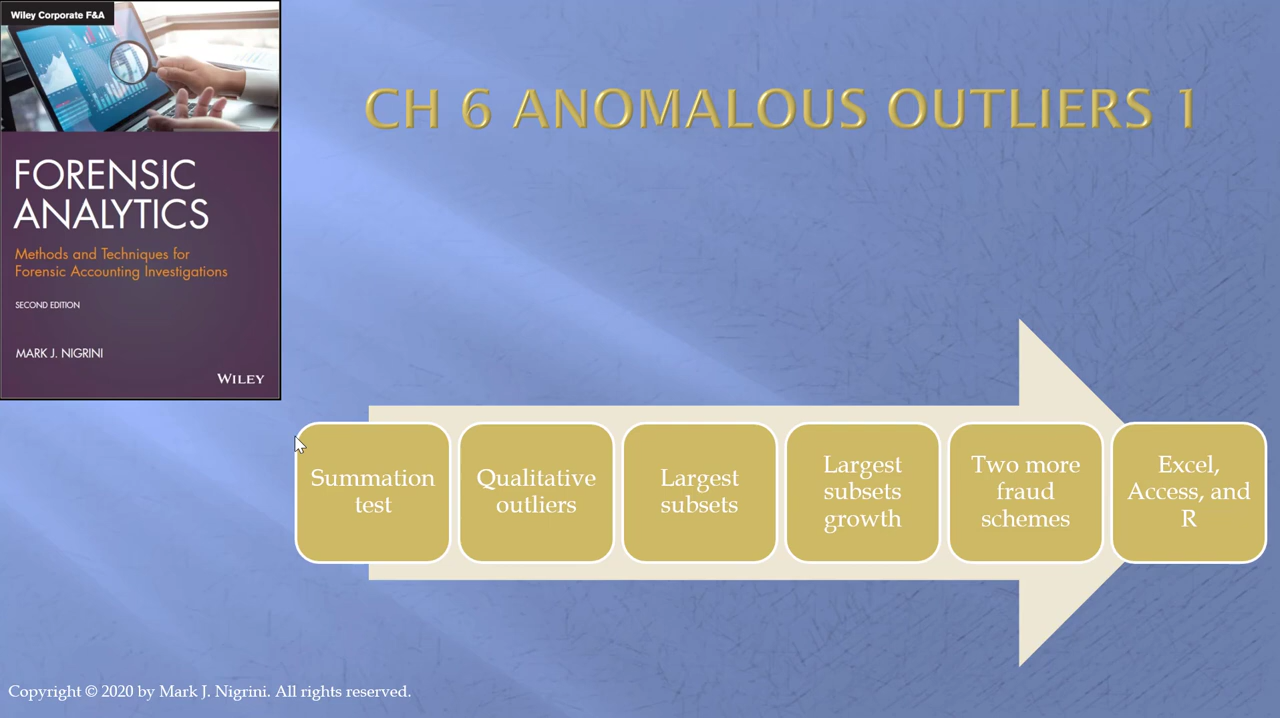 Wiley Corporate F&A
FORENSIC
ANALYTICS
Methods and Techniques for
Forensic Accounting Investigations
SECOND EDITION
MARK J. NIGRINI
WILEY
CH 6 ANOMALOUS OUTLIERS 1
Summation
test
Qualitative
outliers
Largest
subsets
Largest
subsets
growth
Two more
fraud
schemes
Excel,
Access, and
R
Copyright © 2020 by Mark J. Nigrini. All rights reserved.